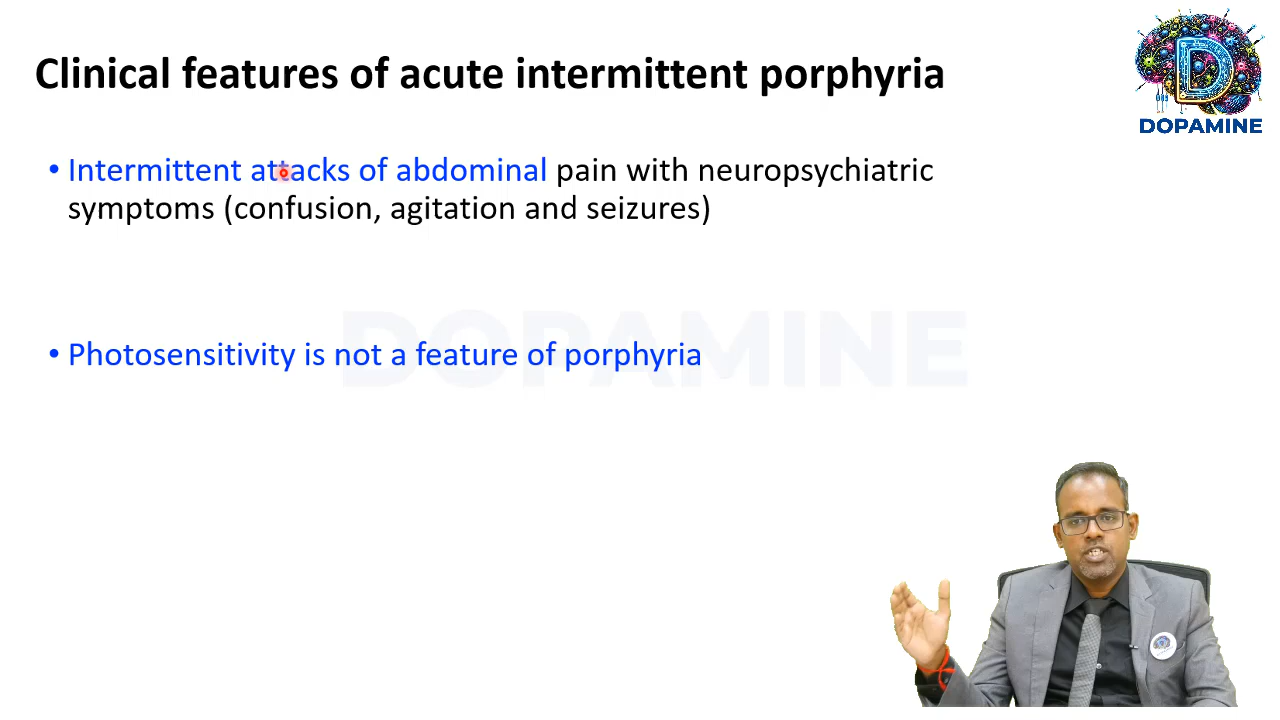 Clinical features of acute intermittent porphyria
DOPAMINE
• Intermittent attacks of abdominal pain with neuropsychiatric
symptoms (confusion, agitation and seizures)
DOPAMINE
• Photosensitivity is not a feature of porphyria